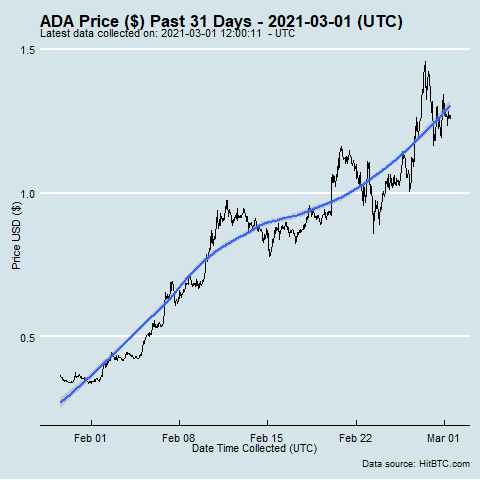 ADA Price ($) Past 31 Days - 2021-03-01 (UTC)
Latest data collected on: 2021-03-01 12:00:11  - UTC
1.5
1.0
0.5
Price USD ($)
Feb 01 Feb 08 Feb 15 Feb 22 Mar 01
Date Time Collected (UTC)
Data source: HitBTC.com